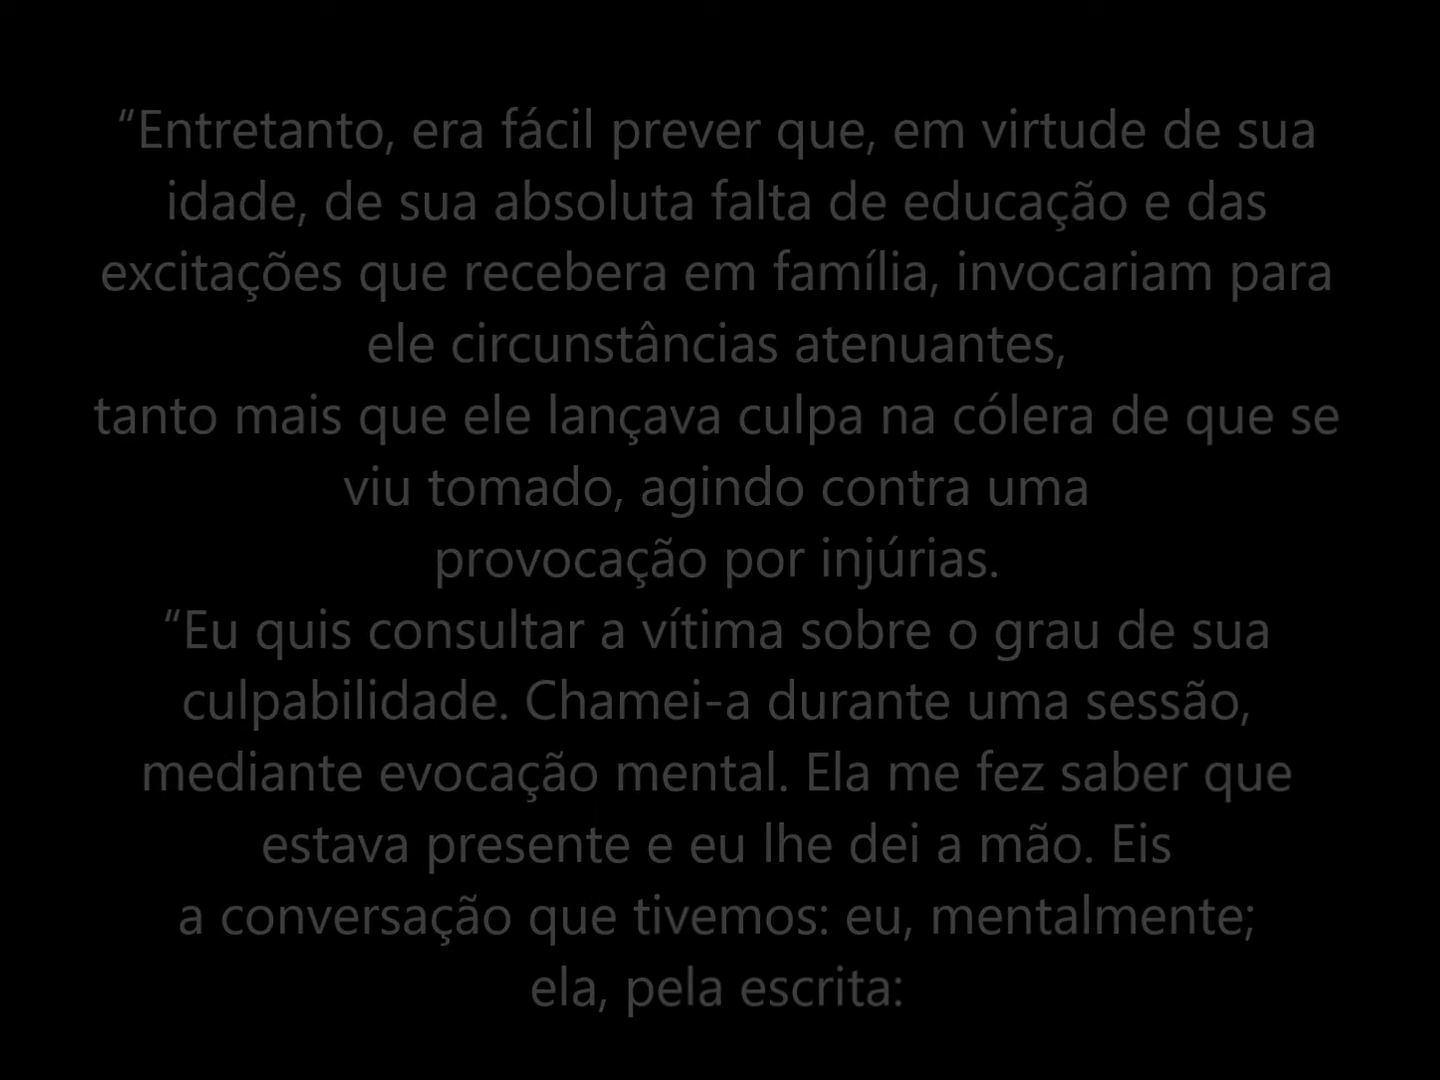 “Entretanto, era fácil prever que, em virtude de sua
idade, de sua absoluta falta de educação e das
excitações que recebera em família, invocariam para
ele circunstâncias atenuantes,
tanto mais que ele lançava culpa na cólera de que se
viu tomado, agindo contra uma
provocação por injúrias.
“Eu quis consultar a vítima sobre o grau de sua
culpabilidade. Chamei-a durante uma sessão,
mediante evocação mental. Ela me fez saber que
estava presente e eu lhe dei a mão. Eis
a conversação que tivemos: eu, mentalmente;
ela, pela escrita: